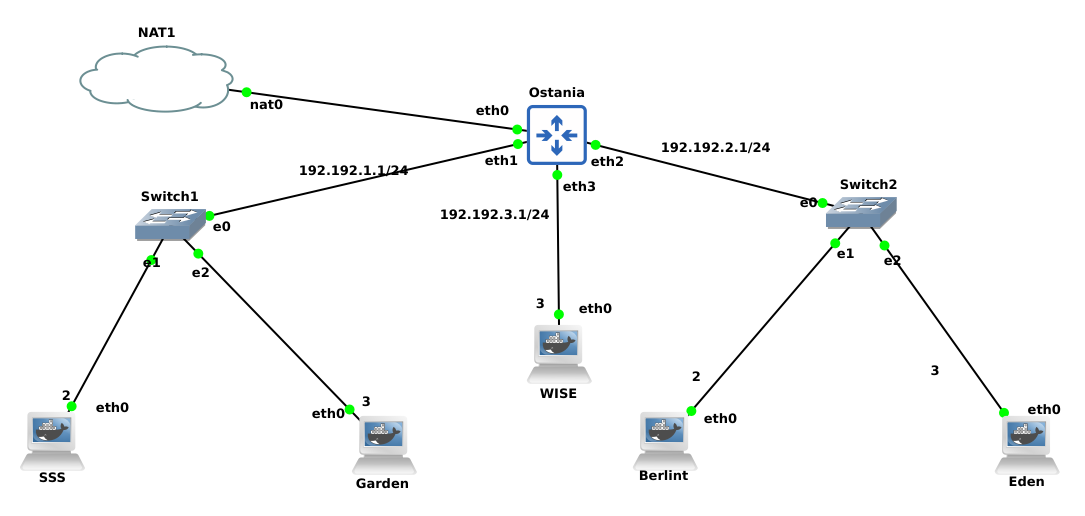 NAT1
nat0
Ostania
eth0
eth1
eth2
eth3
192.192.1.1/24
192.192.2.1/24
192.192.3.1/24
Switch1
e0
e1
e2
Switch2
e0
e1
e2
3
eth0
WISE
2
eth0
SSS
eth0
3
Garden
2
eth0
Berlint
3
eth0
Eden